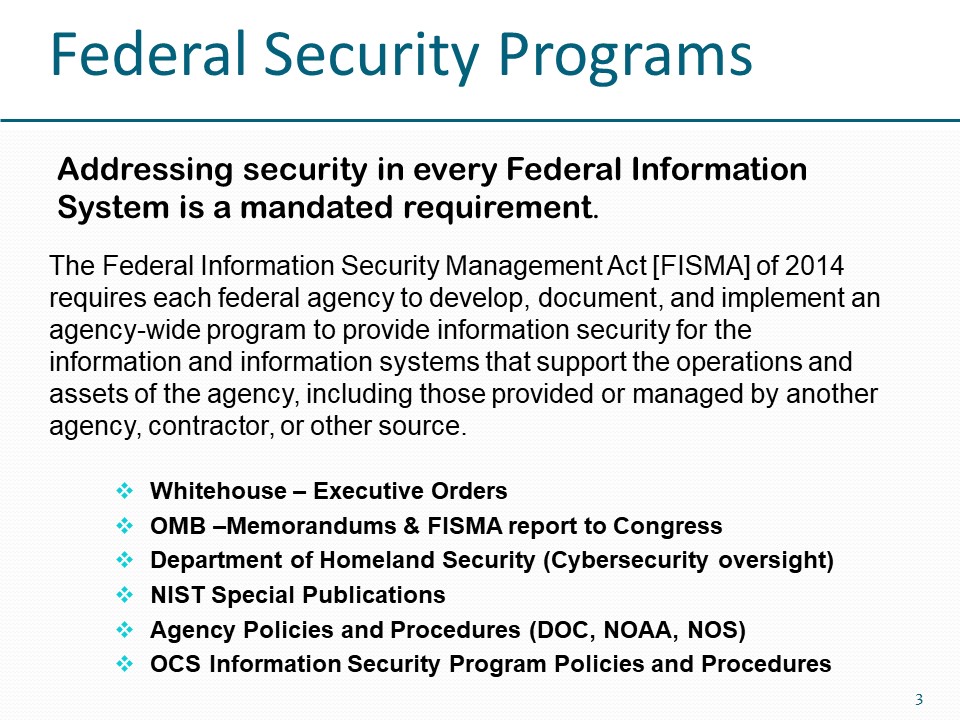 Federal Security Programs
Addressing security in every Federal Information
System is a mandated requirement.
The Federal Information Security Management Act [FISMA] of 2014
requires each federal agency to develop, document, and implement an
agency-wide program to provide information security for the
information and information systems that support the operations and
assets of the agency, including those provided or managed by another
agency, contractor, or other source.
❖ Whitehouse – Executive Orders
❖ OMB –Memorandums & FISMA report to Congress
❖ Department of Homeland Security (Cybersecurity oversight)
❖ NIST Special Publications
❖ Agency Policies and Procedures (DOC, NOAA, NOS)
❖ OCS Information Security Program Policies and Procedures
3